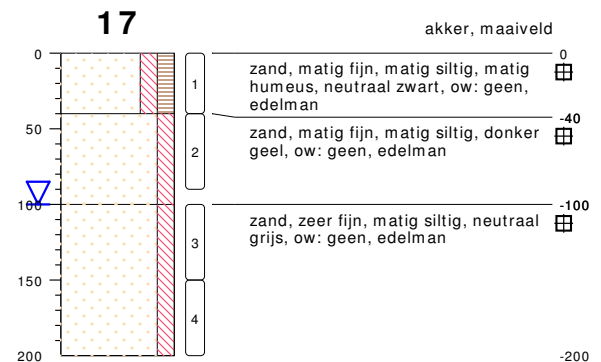 17
akker, maaiveld
0
0
1
zand, matig fijn, matig siltig, matig
humeus, neutraal zwart, ow: geen,
edelman
-40
50
2
zand, matig fijn, matig siltig, donker
geel, ow: geen, edelman
100
-100
3
zand, zeer fijn, matig siltig, neutraal
grijs, ow: geen, edelman
150
4
200
-200